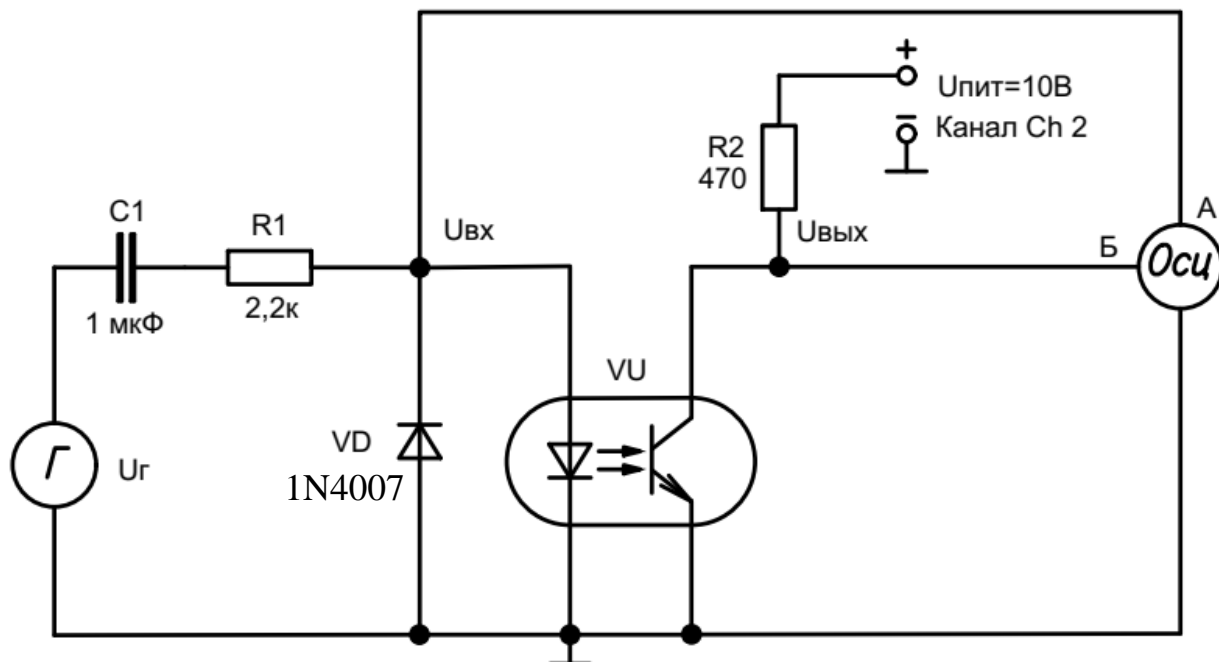 +
Uпит=10В
–
Канал Ch 2
R2
470
А
C1
R1
Uвх
Uвых
Б
Осц
1 мкФ
2,2к
VU
VD
1N4007
Г
Uг